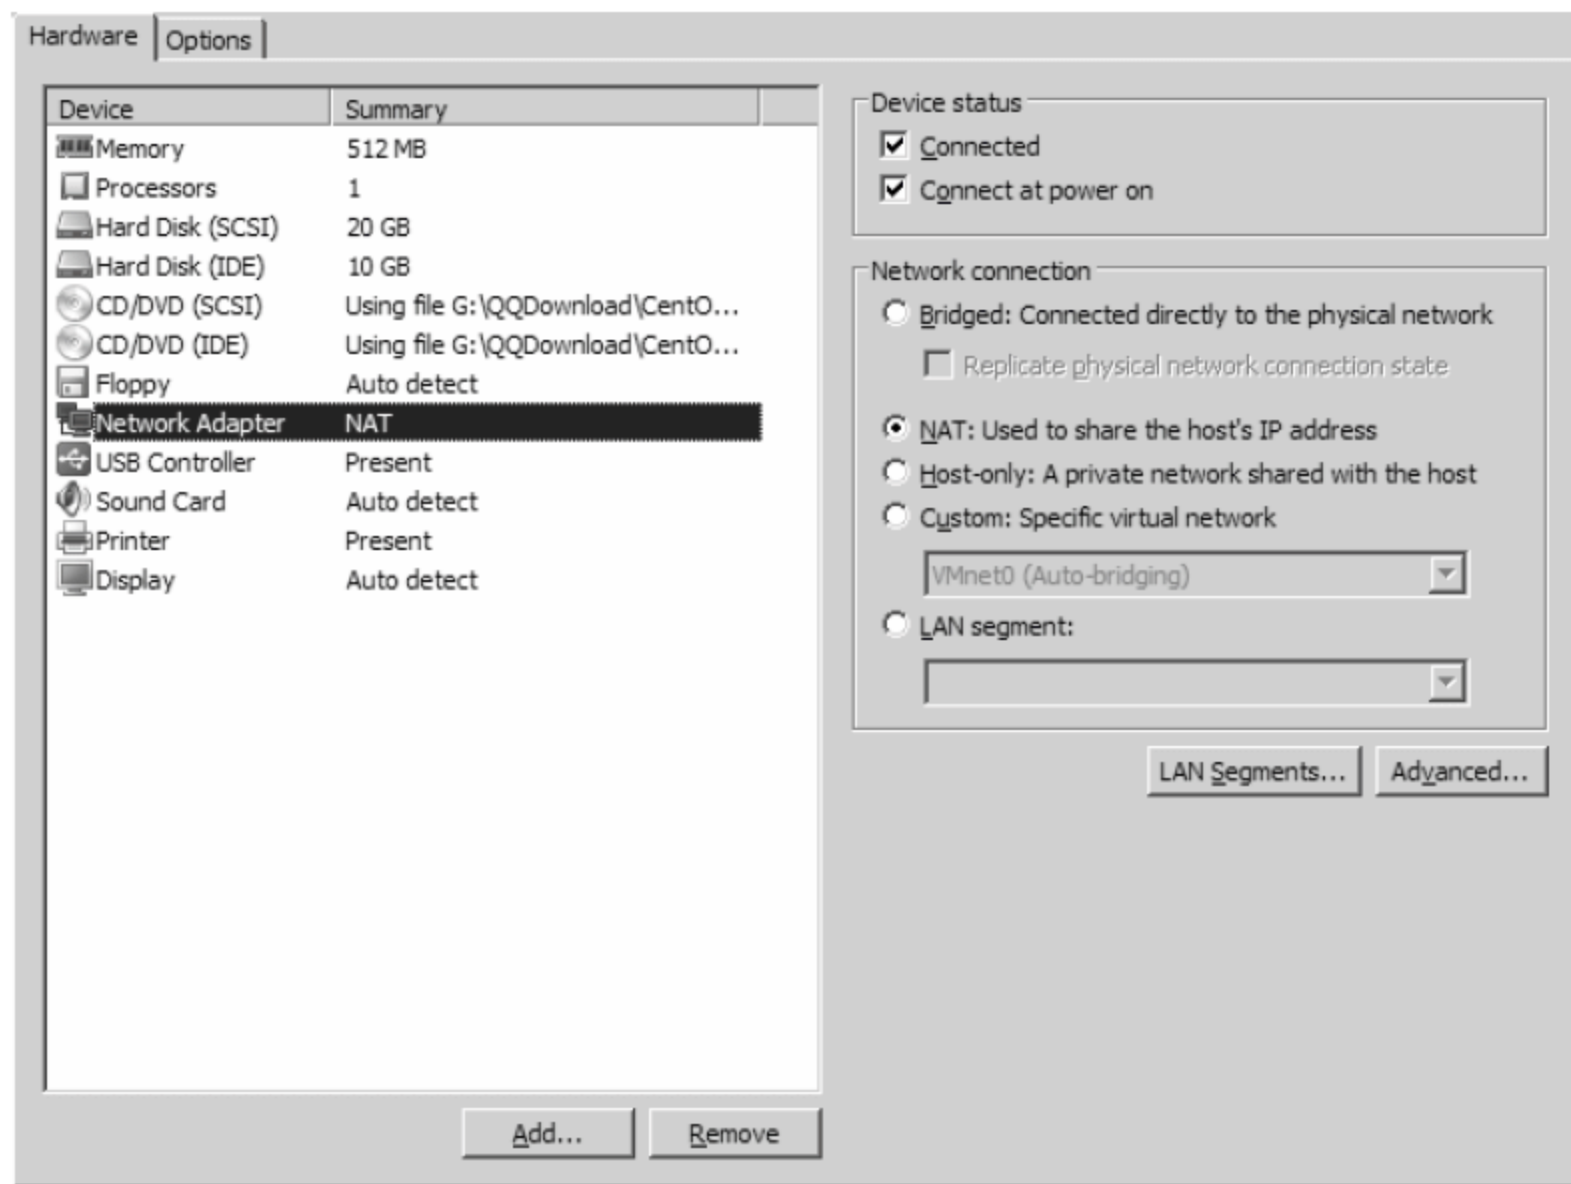 Hardware Options
Device Summary
Memory 512 MB
Processors 1
Hard Disk (SCSI) 20 GB
Hard Disk (IDE) 10 GB
CD/DVD (SCSI) Using file G:\QQDownload\CentO...
CD/DVD (IDE) Using file G:\QQDownload\CentO...
Floppy Auto detect
Network Adapter NAT
USB Controller Present
Sound Card Auto detect
Printer Present
Display Auto detect
Add... Remove
Device status
Connected
Connect at power on
Network connection
Bridged: Connected directly to the physical network
Replicate physical network connection state
NAT: Used to share the host's IP address
Host-only: A private network shared with the host
Custom: Specific virtual network
VMnet0 (Auto-bridging)
LAN segment:
LAN Segments... Advanced...